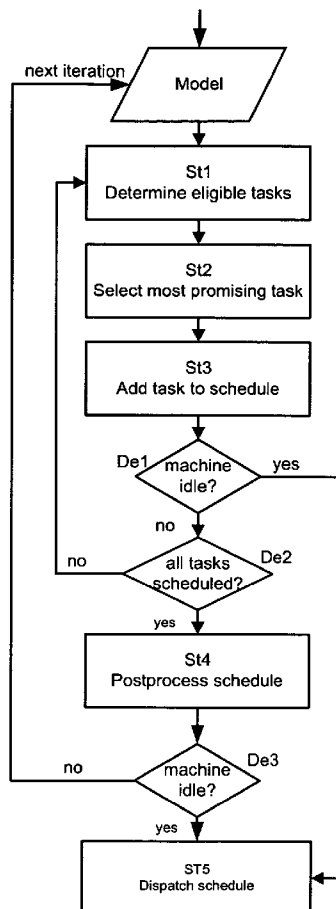 next iteration
Model
St1
Determine eligible tasks
St2
Select most promising task
St3
Add task to schedule
De1
machine
idle?
yes
no
De2
all tasks
scheduled?
no
yes
St4
Postprocess schedule
De3
machine
idle?
no
yes
ST5
Dispatch schedule